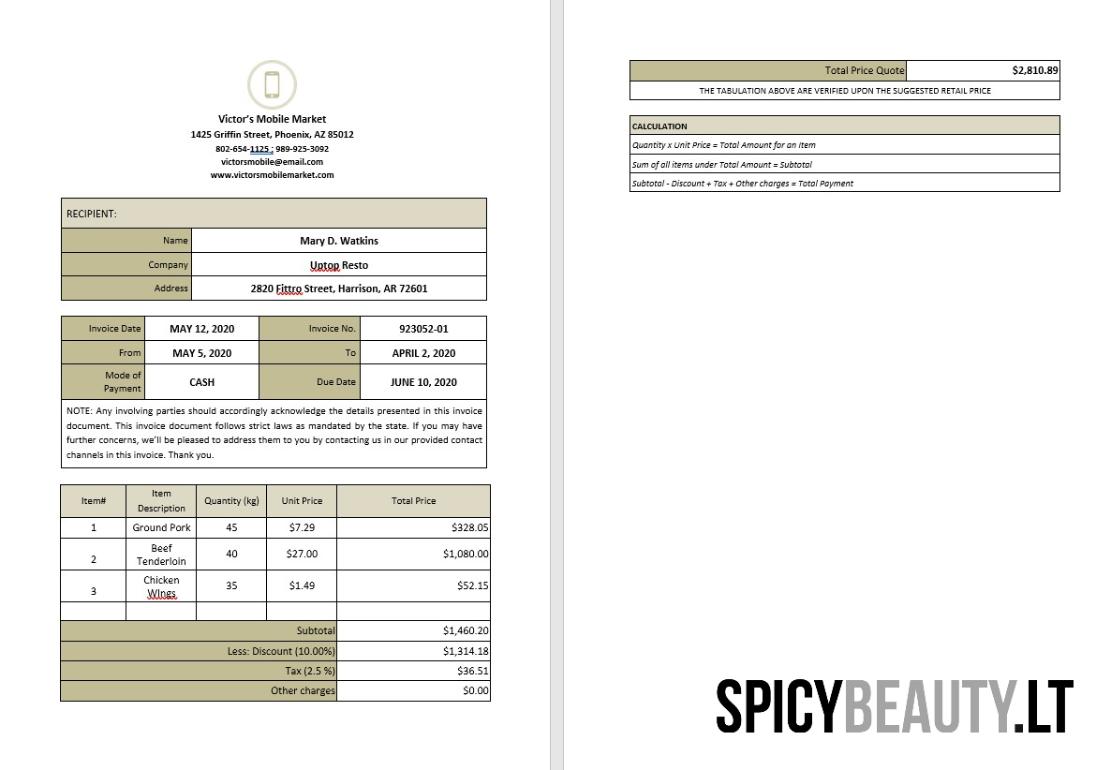 Victor's Mobile Market
1425 Griffin Street, Phoenix, AZ 85012
802-654-1125 ; 989-925-3092
victorsmobile@email.com
www.victorsmobilemarket.com
RECIPIENT:
Name Mary D. Watkins
Company Uptop Resto
Address 2820 Fittro Street, Harrison, AR 72601
Invoice Date MAY 12, 2020 Invoice No. 923052-01
From MAY 5, 2020 To APRIL 2, 2020
Mode of
Payment CASH Due Date JUNE 10, 2020
NOTE: Any involving parties should accordingly acknowledge the details presented in this invoice
document. This invoice document follows strict laws as mandated by the state. If you may have
further concerns, we'll be pleased to address them to you by contacting us in our provided contact
channels in this invoice. Thank you.
Item# Item
Description Quantity (kg) Unit Price Total Price
1 Ground Pork 45 $7.29 $328.05
2 Beef
Tenderloin 40 $27.00 $1,080.00
3 Chicken
WIngs 35 $1.49 $52.15
Subtotal $1,460.20
Less: Discount (10.00%) $1,314.18
Tax (2.5 %) $36.51
Other charges $0.00
Total Price Quote $2,810.89
THE TABULATION ABOVE ARE VERIFIED UPON THE SUGGESTED RETAIL PRICE
CALCULATION
Quantity x Unit Price = Total Amount for an Item
Sum of all items under Total Amount = Subtotal
Subtotal - Discount + Tax + Other charges = Total Payment
SPICYBEAUTY.LT